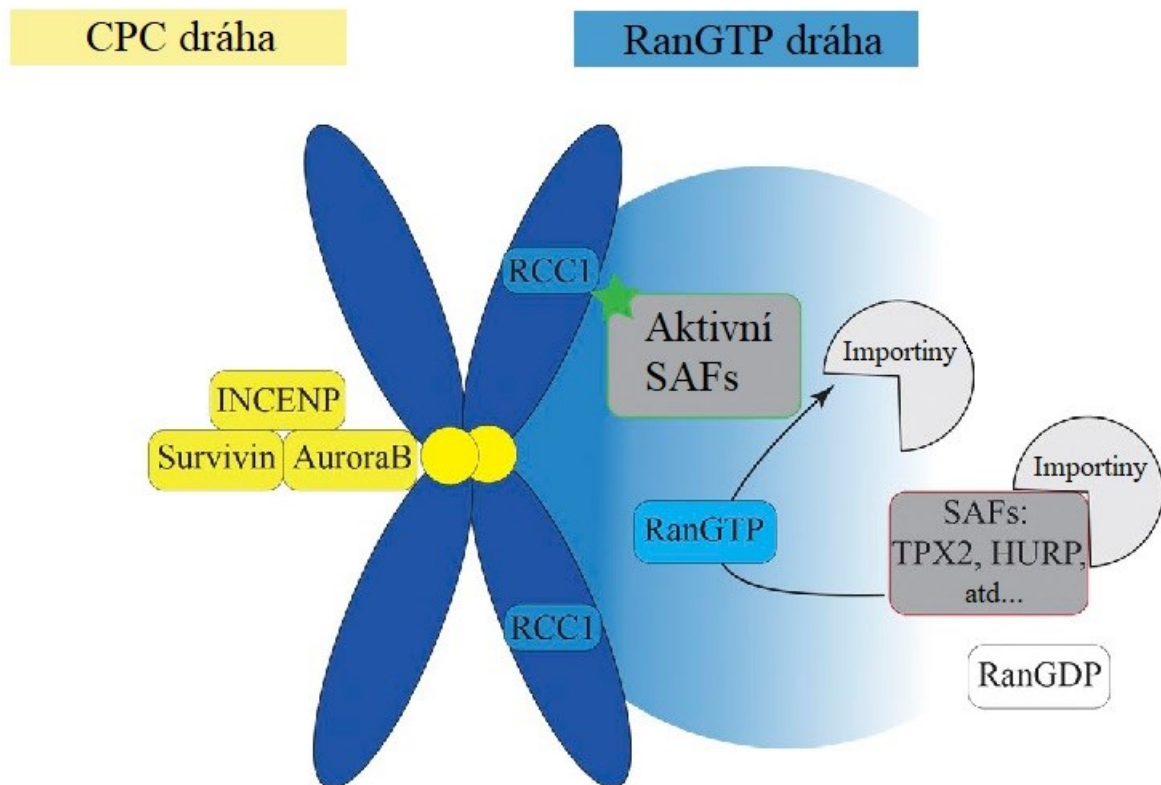 CPC dráha
RanGTP dráha
RCC1
Aktivní
SAFs
Importiny
INCENP
Survivin
AuroraB
Importiny
RanGTP
SAFs:
TPX2, HURP,
atd...
RCC1
RanGDP